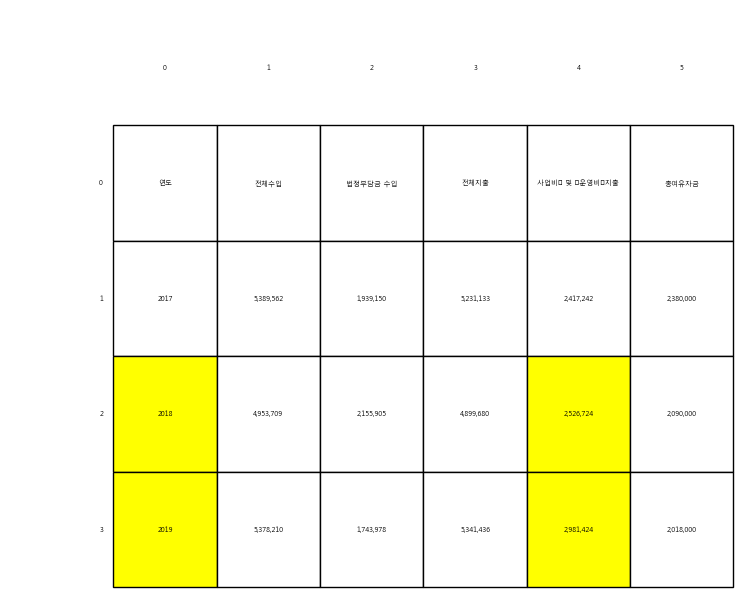 0 1 2 3 4 5
0 연도 전체수입 법정부담금 수입 전체지출 사업비 및 운영비지출 총여유자금
1 2017 5,389,562 1,939,150 5,231,133 2,417,242 2,380,000
2 2018 4,953,709 2,155,905 4,899,680 2,526,724 2,090,000
3 2019 5,378,210 1,743,978 5,341,436 2,981,424 2,018,000